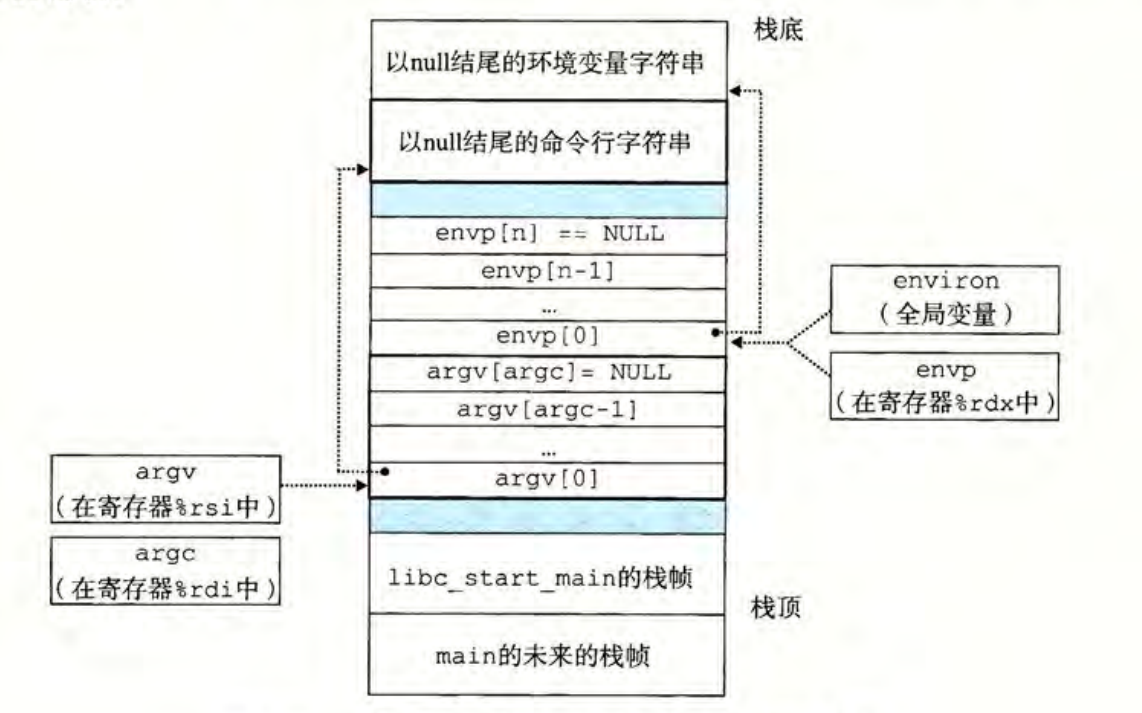 栈底
以null结尾的环境变量字符串
以null结尾的命令行字符串
envp[n] == NULL
envp[n-1]
…
envp[0]
argv[argc]= NULL
argv[argc-1]
…
argv[0]
libc_start_main的栈帧
栈顶
main的未来的栈帧
environ
(全局变量)
envp
(在寄存器%rdx中)
argv
(在寄存器%rsi中)
argc
(在寄存器%rdi中)